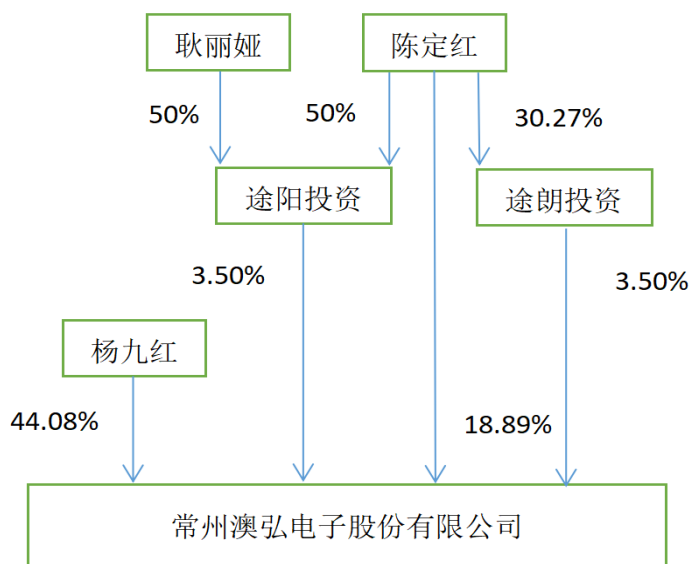 耿丽娅
陈定红
50%
50%
30.27%
途阳投资
途朗投资
3.50%
3.50%
杨九红
44.08%
18.89%
常州澳弘电子股份有限公司